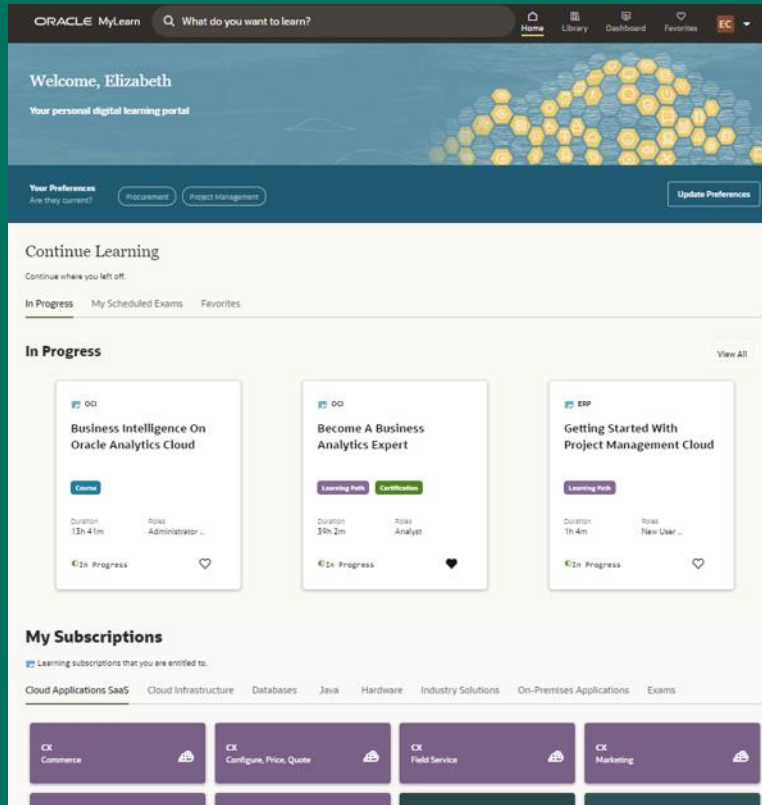 ORACLE MyLearn
What do you want to learn?
Home
Library
Dashboard
Favorites
EC
Welcome, Elizabeth
Your personal digital learning portal
Your Preferences
Are they current?
Procurement
Project Management
Update Preferences
Continue Learning
Continue where you left off.
In Progress
My Scheduled Exams
Favorites
In Progress
View All
OCI
Business Intelligence On
Oracle Analytics Cloud
Course
Duration
Roles
13h 41m
Administrator ..
In Progress
OCI
Become A Business
Analytics Expert
Learning Path
Certification
Duration
Roles
39h 2m
Analyst
In Progress
ERP
Getting Started With
Project Management Cloud
Learning Path
Duration
Roles
1h 4m
New User ..
In Progress
My Subscriptions
Learning subscriptions that you are entitled to.
Cloud Applications SaaS
Cloud Infrastructure
Databases
Java
Hardware
Industry Solutions
On-Premises Applications
Exams
CX
Commerce
CX
Configure, Price, Quote
CX
Field Service
CX
Marketing